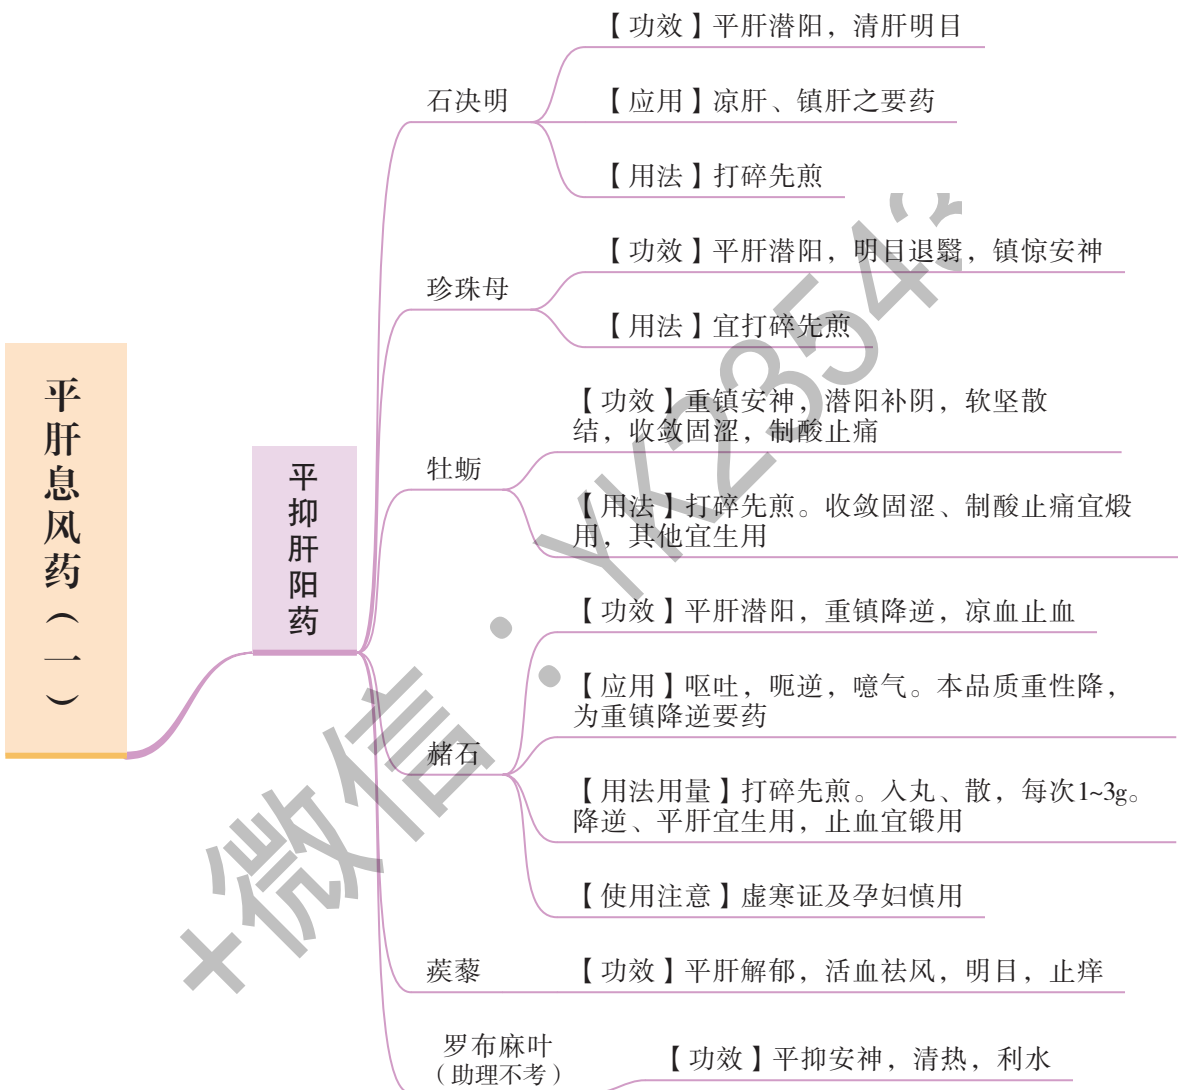 平肝息风药（一）
平抑肝阳药
石决明
【功效】平肝潜阳，清肝明目
【应用】凉肝、镇肝之要药
【用法】打碎先煎
珍珠母
【功效】平肝潜阳，明目退翳，镇惊安神
【用法】宜打碎先煎
牡蛎
【功效】重镇安神，潜阳补阴，软坚散
结，收敛固涩，制酸止痛
【用法】打碎先煎。收敛固涩、制酸止痛宜煅
用，其他宜生用
赭石
【功效】平肝潜阳，重镇降逆，凉血止血
【应用】呕吐，呃逆，噫气。本品质重性降，
为重镇降逆要药
【用法用量】打碎先煎。入丸、散，每次1~3g。
降逆、平肝宜生用，止血宜锻用
【使用注意】虚寒证及孕妇慎用
蒺藜
【功效】平肝解郁，活血祛风，明目，止痒
罗布麻叶
（助理不考）
【功效】平抑安神，清热，利水
+微信：YK2354